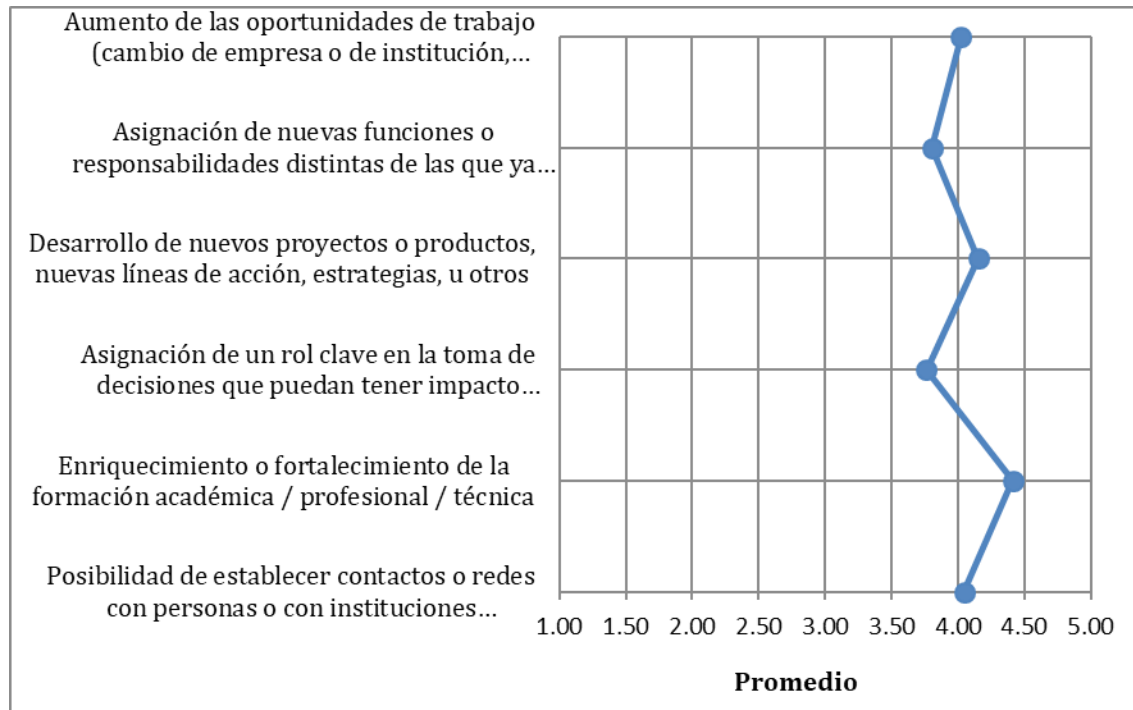 Aumento de las oportunidades de trabajo
(cambio de empresa o de institución,...
Asignación de nuevas funciones o
responsabilidades distintas de las que ya...
Desarrollo de nuevos proyectos o productos,
nuevas líneas de acción, estrategias, u otros
Asignación de un rol clave en la toma de
decisiones que puedan tener impacto...
Enriquecimiento o fortalecimiento de la
formación académica / profesional / técnica
Posibilidad de establecer contactos o redes
con personas o con instituciones...
1.00 1.50 2.00 2.50 3.00 3.50 4.00 4.50 5.00
Promedio